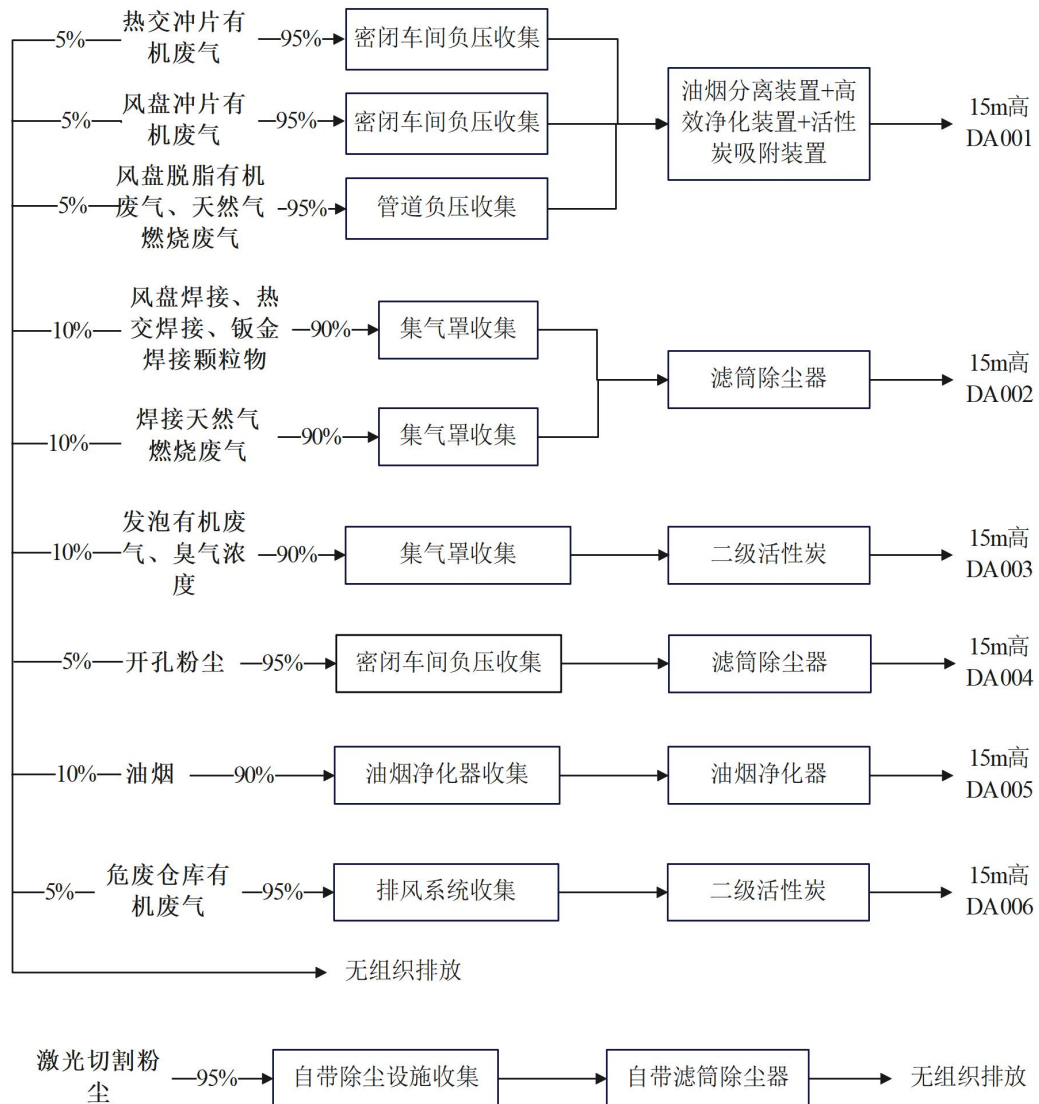 热交冲片有
机废气
5%
95%
密闭车间负压收集
风盘冲片有
机废气
5%
95%
密闭车间负压收集
油烟分离装置+高
效净化装置+活性
炭吸附装置
15m高
DA001
风盘脱脂有机
废气、天然气
燃烧废气
5%
95%
管道负压收集
风盘焊接、热
交焊接、钣金
焊接颗粒物
10%
90%
集气罩收集
滤筒除尘器
15m高
DA002
焊接天然气
燃烧废气
10%
90%
集气罩收集
发泡有机废
气、臭气浓
度
10%
90%
集气罩收集
二级活性炭
15m高
DA003
5%
开孔粉尘
95%
密闭车间负压收集
滤筒除尘器
15m高
DA004
10%
油烟
90%
油烟净化器收集
油烟净化器
15m高
DA005
5%
危废仓库有
机废气
95%
排风系统收集
二级活性炭
15m高
DA006
无组织排放
激光切割粉
尘
95%
自带除尘设施收集
自带滤筒除尘器
无组织排放